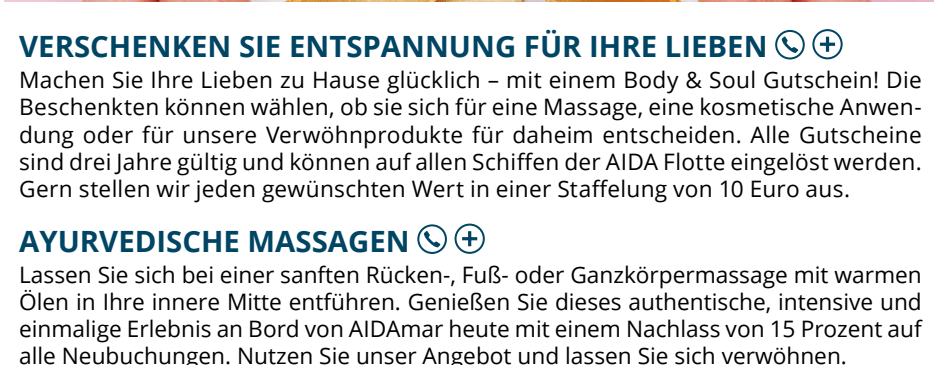 VERSCHENKEN SIE ENTSPANNUNG FÜR IHRE LIEBEN
Machen Sie Ihre Lieben zu Hause glücklich – mit einem Body & Soul Gutschein! Die
Beschenkten können wählen, ob sie sich für eine Massage, eine kosmetische Anwen-
dung oder für unsere Verwöhnprodukte für daheim entscheiden. Alle Gutscheine
sind drei Jahre gültig und können auf allen Schiffen der AIDA Flotte eingelöst werden.
Gern stellen wir jeden gewünschten Wert in einer Staffelung von 10 Euro aus.
AYURVEDISCHE MASSAGEN
Lassen Sie sich bei einer sanften Rücken-, Fuß- oder Ganzkörpermassage mit warmen
Ölen in Ihre innere Mitte entführen. Genießen Sie dieses authentische, intensive und
einmalige Erlebnis an Bord von AIDAmar heute mit einem Nachlass von 15 Prozent auf
alle Neubuchungen. Nutzen Sie unser Angebot und lassen Sie sich verwöhnen.